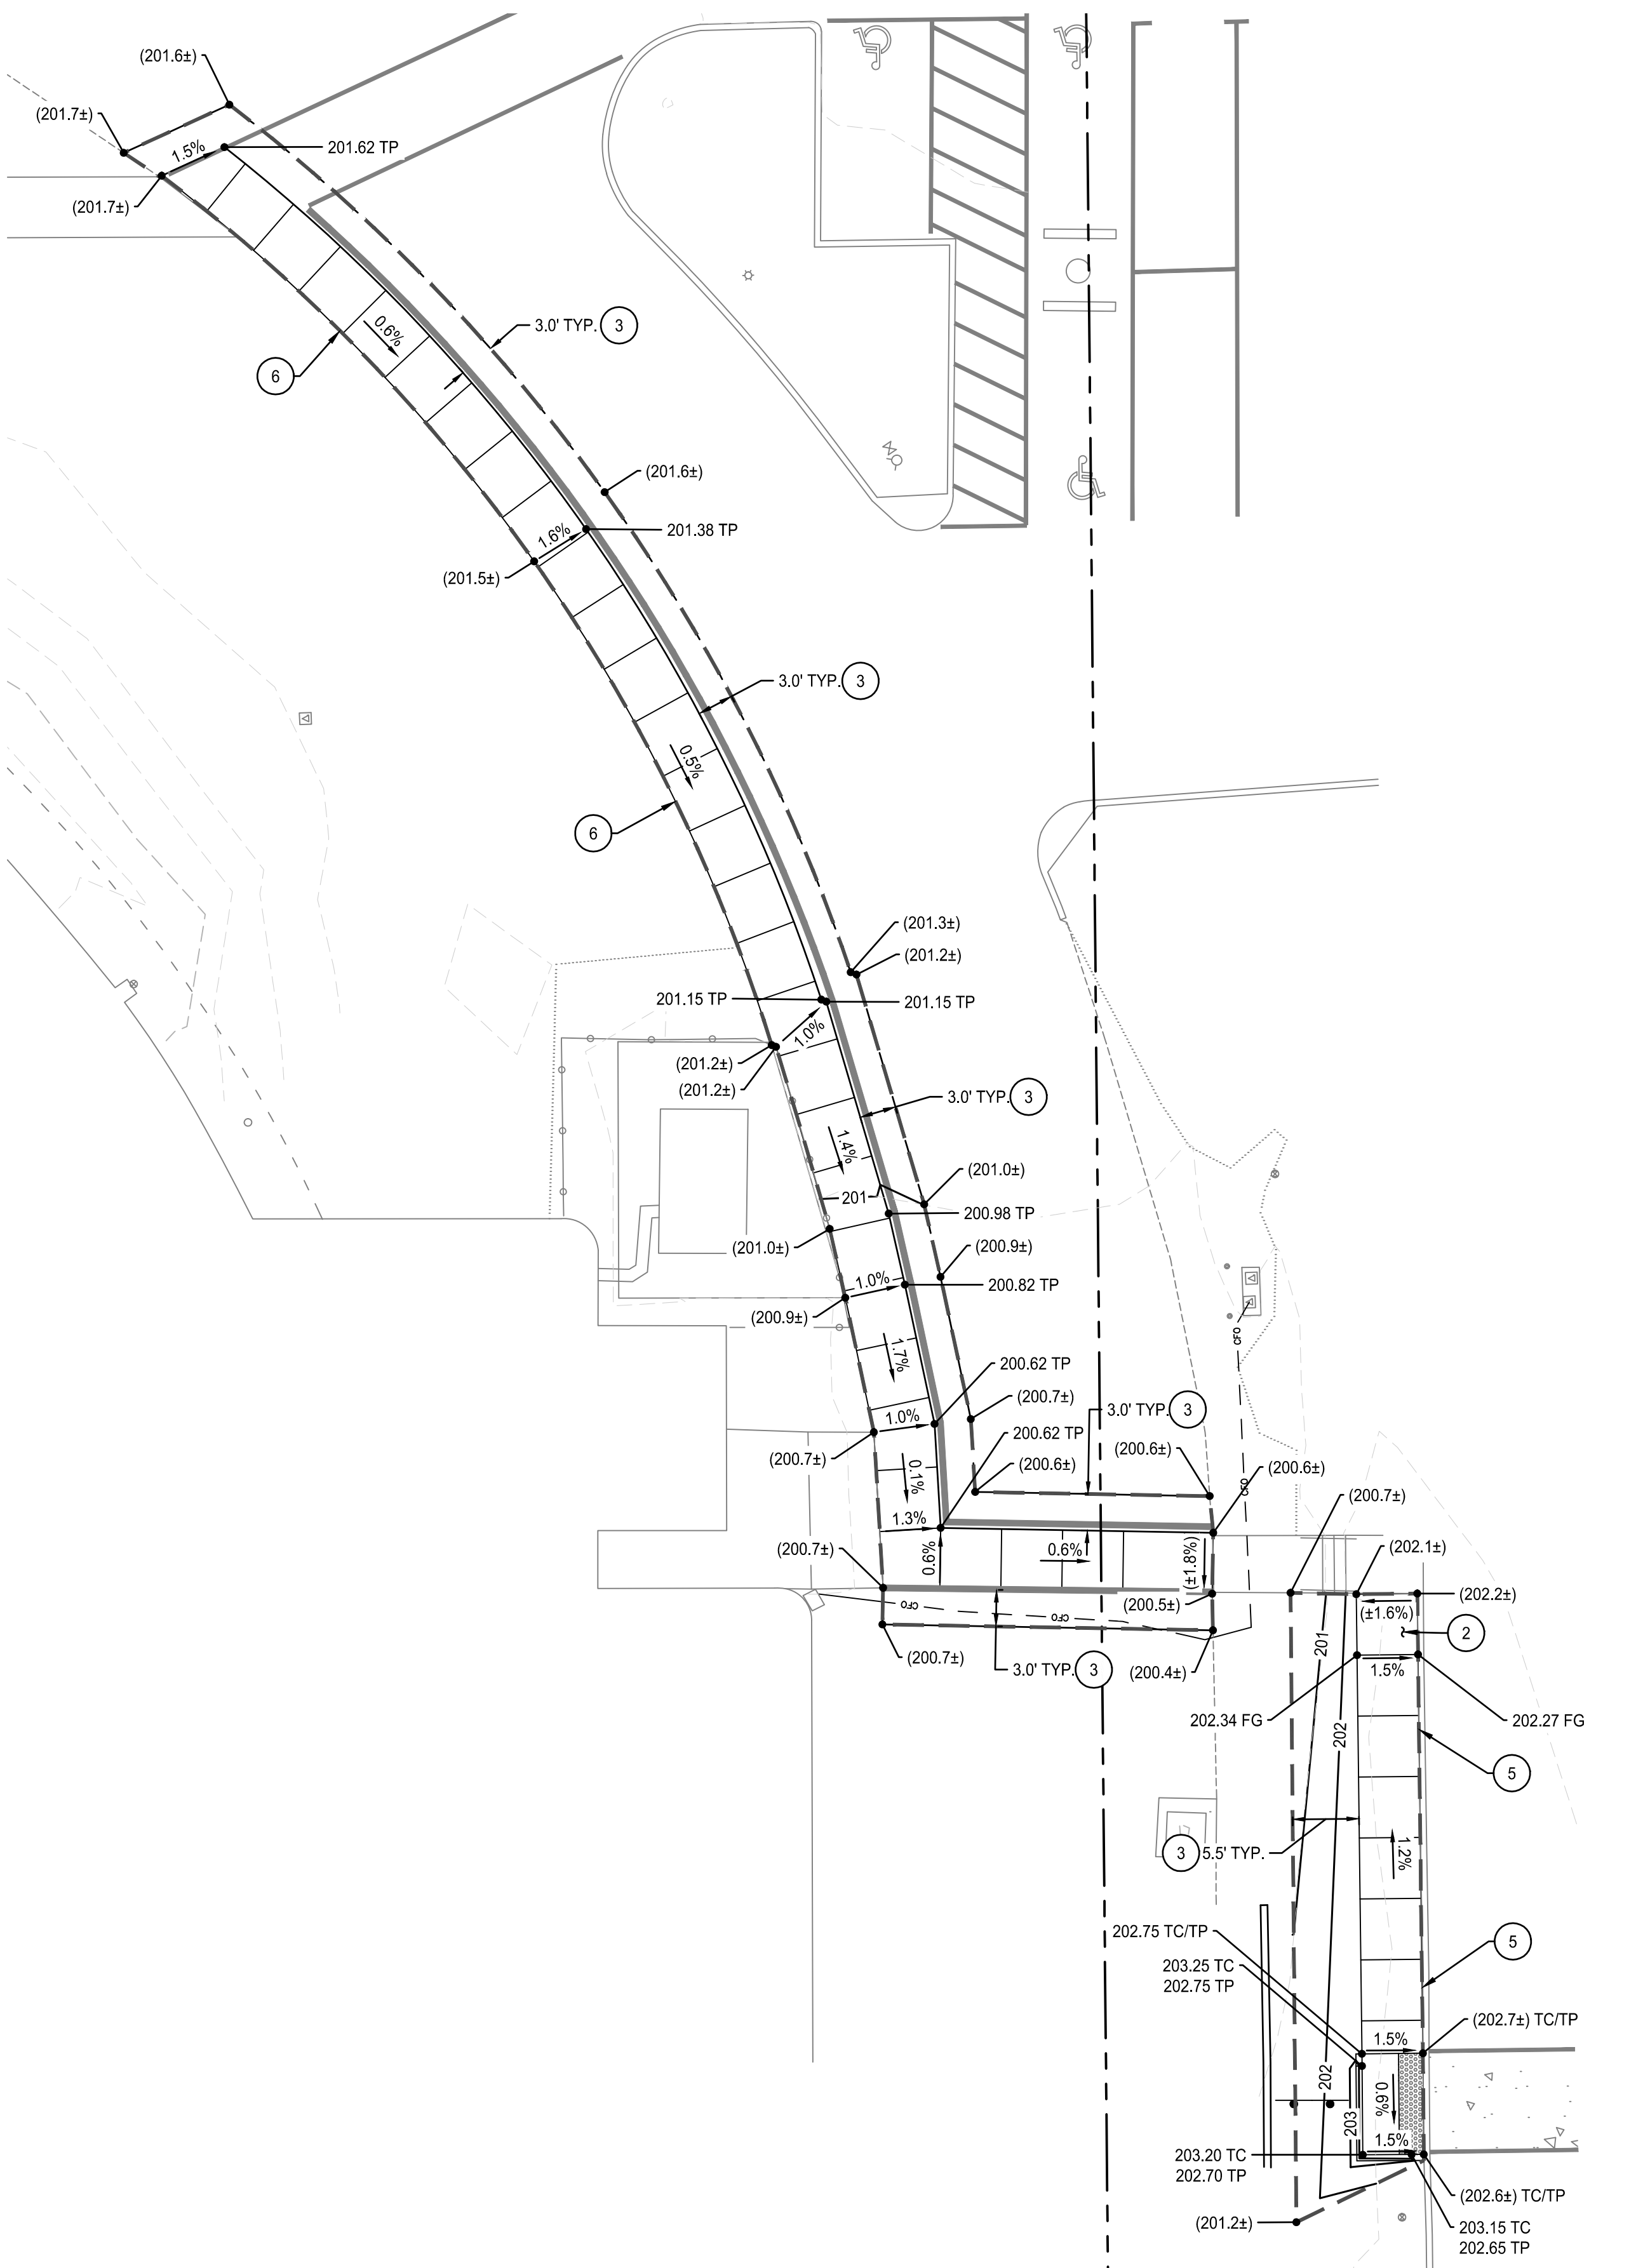 (201.6±)
(201.7±)
1.5%
201.62 TP
(201.7±)
3.0' TYP. 3
0.6%
6
(201.6±)
1.6%
201.38 TP
(201.5±)
3.0' TYP. 3
0.5%
6
(201.3±)
(201.2±)
201.15 TP
201.15 TP
1.0%
(201.2±)
(201.2±)
3.0' TYP. 3
1.4%
(201.0±)
201
200.98 TP
(201.0±)
(200.9±)
1.0%
200.82 TP
(200.9±)
CFO
1.7%
200.62 TP
(200.7±)
3.0' TYP. 3
1.0%
200.62 TP
(200.6±)
(200.7±)
(200.6±)
(200.6±)
0.1%
CFO
(200.7±)
1.3%
(200.7±)
0.6%
0.6%
(±1.8%)
(202.1±)
(200.5±)
(202.2±)
CFO
CFO
(±1.6%)
2
201
(200.7±)
3.0' TYP. 3
(200.4±)
1.5%
202.34 FG
202.27 FG
202
5
3 5.5' TYP.
1.2%
202.75 TC/TP
5
203.25 TC
202.75 TP
(202.7±) TC/TP
1.5%
202
0.6%
203
1.5%
203.20 TC
202.70 TP
(202.6±) TC/TP
(201.2±)
203.15 TC
202.65 TP